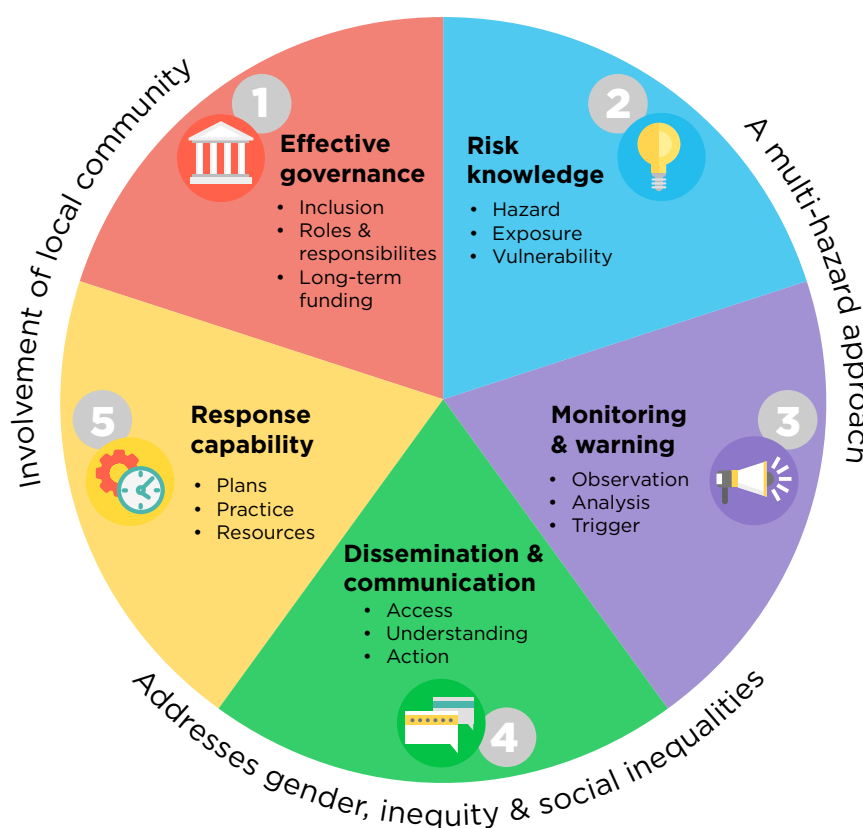 Involvement of local community
A multi-hazard approach
Addresses gender, inequity & social inequalities
1
Effective
governance
• Inclusion
• Roles &
responsibilites
• Long-term
funding
2
Risk
knowledge
• Hazard
• Exposure
• Vulnerability
3
Monitoring
& warning
• Observation
• Analysis
• Trigger
4
Dissemination &
communication
• Access
• Understanding
• Action
5
Response
capability
• Plans
• Practice
• Resources